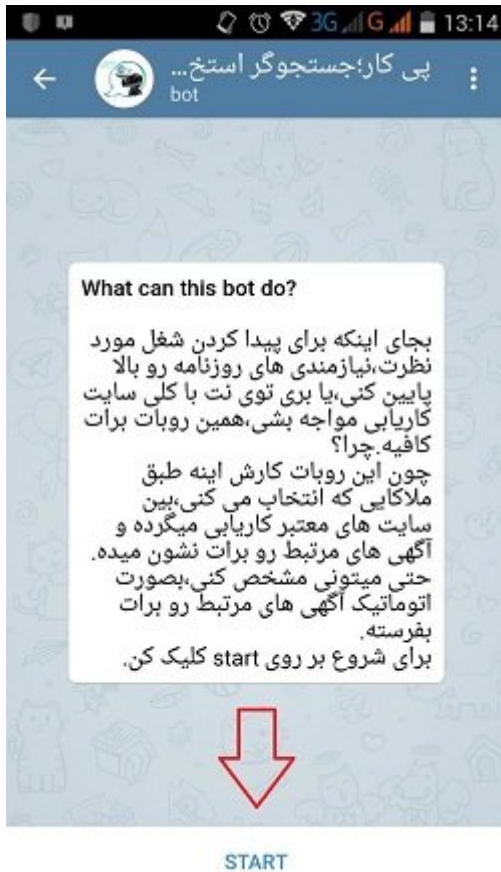 3G G 13:14
پی کار؛جستجوگر استخ...
bot
What can this bot do?
بجای اینکه برای پیدا کردن شغل مورد
نظرت،نیازمندی های روزنامه رو بالا
پایین کنی،یا بری توی نت با کلی سایت
کاریابی مواجه بشی،همین روبات برات
کافیه.چرا؟
چون این روبات کارش اینه طبق
ملاکایی که انتخاب می کنی،بین
سایت های معتبر کاریابی میگرده و
آگهی های مرتبط رو برات نشون میده.
حتی میتونی مشخص کنی،بصورت
اتوماتیک آگهی های مرتبط رو برات
بفرسته.
برای شروع بر روی start کلیک کن.
START